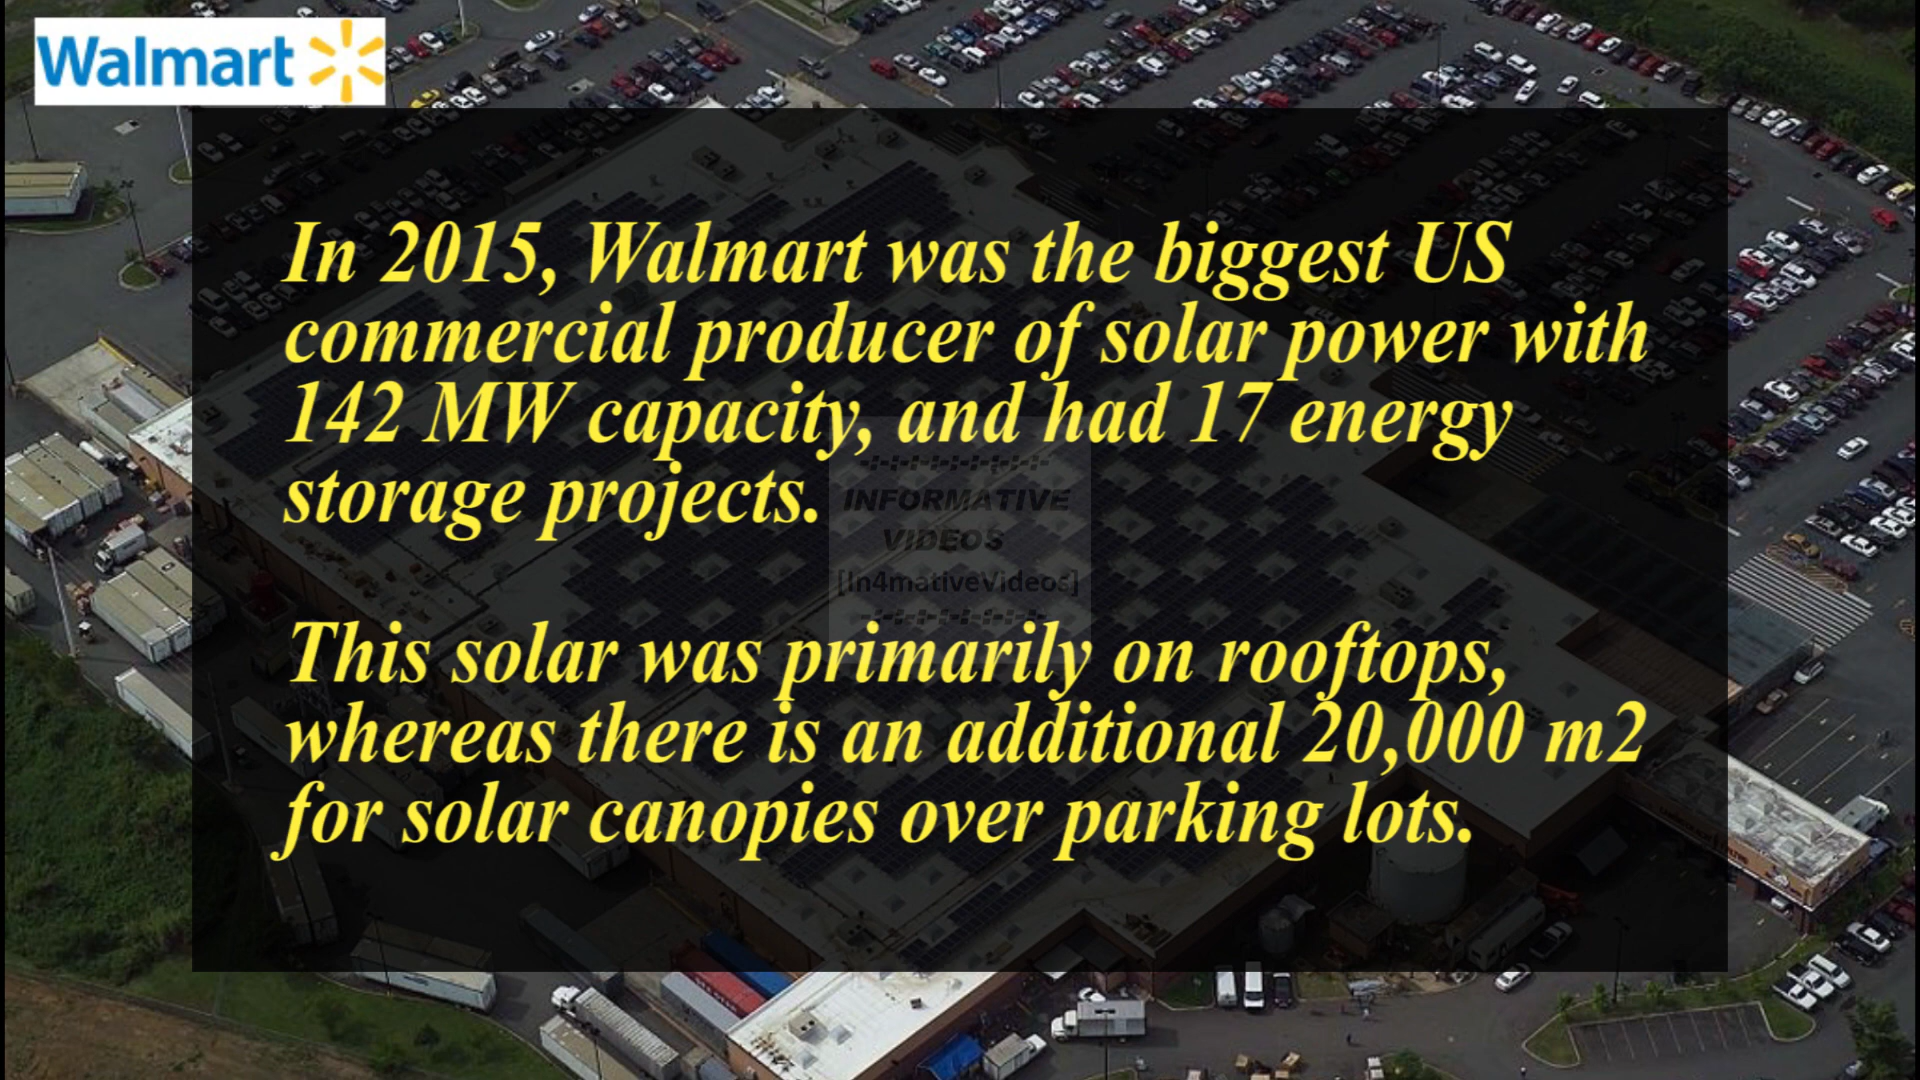 Walmart
In 2015, Walmart was the biggest US
commercial producer of solar power with
142 MW capacity, and had 17 energy
storage projects.
INFORMATIVE
VIDEOS
[In4mativeVideos]
This solar was primarily on rooftops,
whereas there is an additional 20,000 m2
for solar canopies over parking lots.